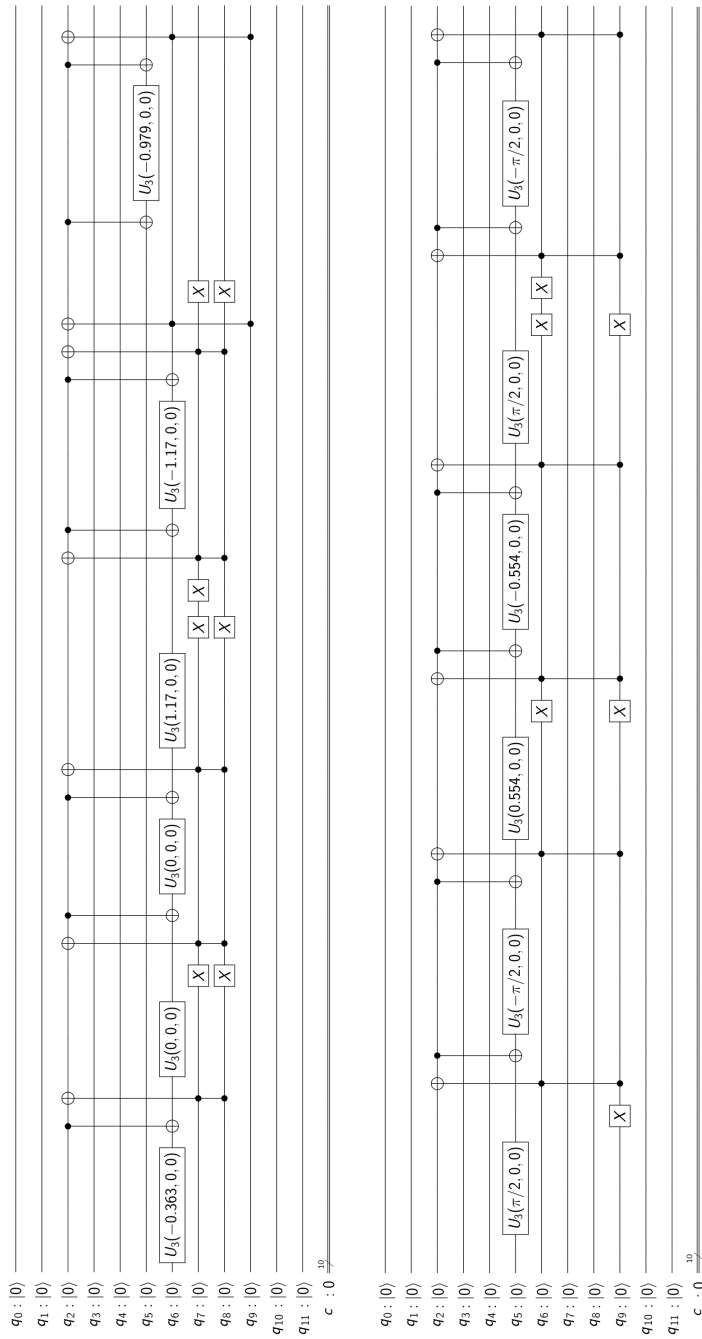 q₀ : |0⟩
q₁ : |0⟩
q₂ : |0⟩
q₃ : |0⟩
q₄ : |0⟩
q₅ : |0⟩ U₃(−0.979, 0, 0)
q₆ : |0⟩ U₃(−0.363, 0, 0) U₃(0, 0, 0) U₃(0, 0, 0) U₃(1.17, 0, 0) U₃(−1.17, 0, 0)
q₇ : |0⟩ X X X X
q₈ : |0⟩ X X X
q₉ : |0⟩
q₁₀ : |0⟩
q₁₁ : |0⟩
c : 0 10
q₀ : |0⟩
q₁ : |0⟩
q₂ : |0⟩
q₃ : |0⟩
q₄ : |0⟩
q₅ : |0⟩ U₃(π/2, 0, 0) U₃(−π/2, 0, 0) U₃(0.554, 0, 0) U₃(−0.554, 0, 0) U₃(π/2, 0, 0) U₃(−π/2, 0, 0)
q₆ : |0⟩ X X X
q₇ : |0⟩
q₈ : |0⟩
q₉ : |0⟩ X X X
q₁₀ : |0⟩
q₁₁ : |0⟩
c : 0 10